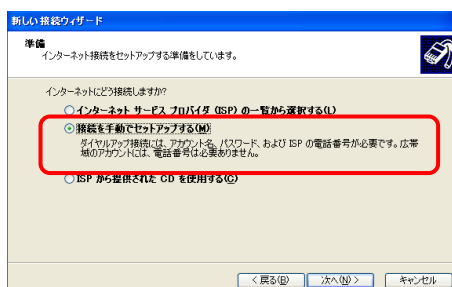 新しい接続ウィザード
準備
インターネット接続をセットアップする準備をしています。
インターネットにどう接続しますか?
インターネット サービス プロバイダ (ISP) の一覧から選択する(L)
接続を手動でセットアップする(M)
ダイヤルアップ接続には、アカウント名、パスワード、および ISP の電話番号が必要です。広帯
域のアカウントには、電話番号は必要ありません。
ISP から提供された CD を使用する(C)
< 戻る(B)
次へ(N) >
キャンセル